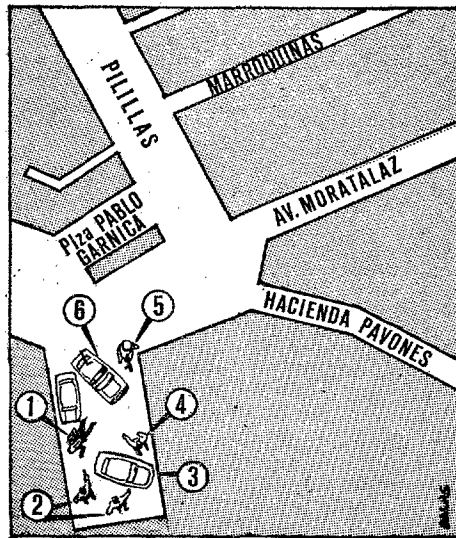 PILILLAS
MARROQUINAS
Plza PABLO
GARNICA
AV. MORATALAZ
HACIENDA PAVONES
6
5
1
4
3
2